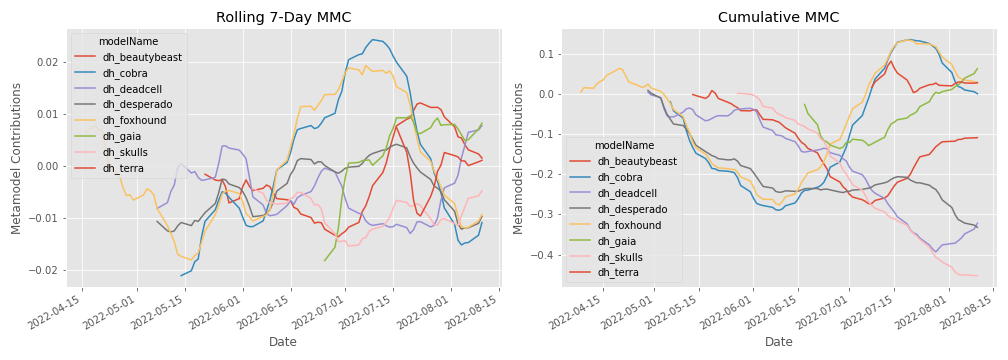 Rolling 7-Day MMC
Metamodel Contributions
0.02
0.01
0.00
−0.01
−0.02
modelName
dh_beautybeast
dh_cobra
dh_deadcell
dh_desperado
dh_foxhound
dh_gaia
dh_skulls
dh_terra
2022-04-15
2022-05-01
2022-05-15
2022-06-01
2022-06-15
2022-07-01
2022-07-15
2022-08-01
2022-08-15
Date
Cumulative MMC
Metamodel Contributions
0.1
0.0
−0.1
−0.2
−0.3
−0.4
modelName
dh_beautybeast
dh_cobra
dh_deadcell
dh_desperado
dh_foxhound
dh_gaia
dh_skulls
dh_terra
2022-04-15
2022-05-01
2022-05-15
2022-06-01
2022-06-15
2022-07-01
2022-07-15
2022-08-01
2022-08-15
Date